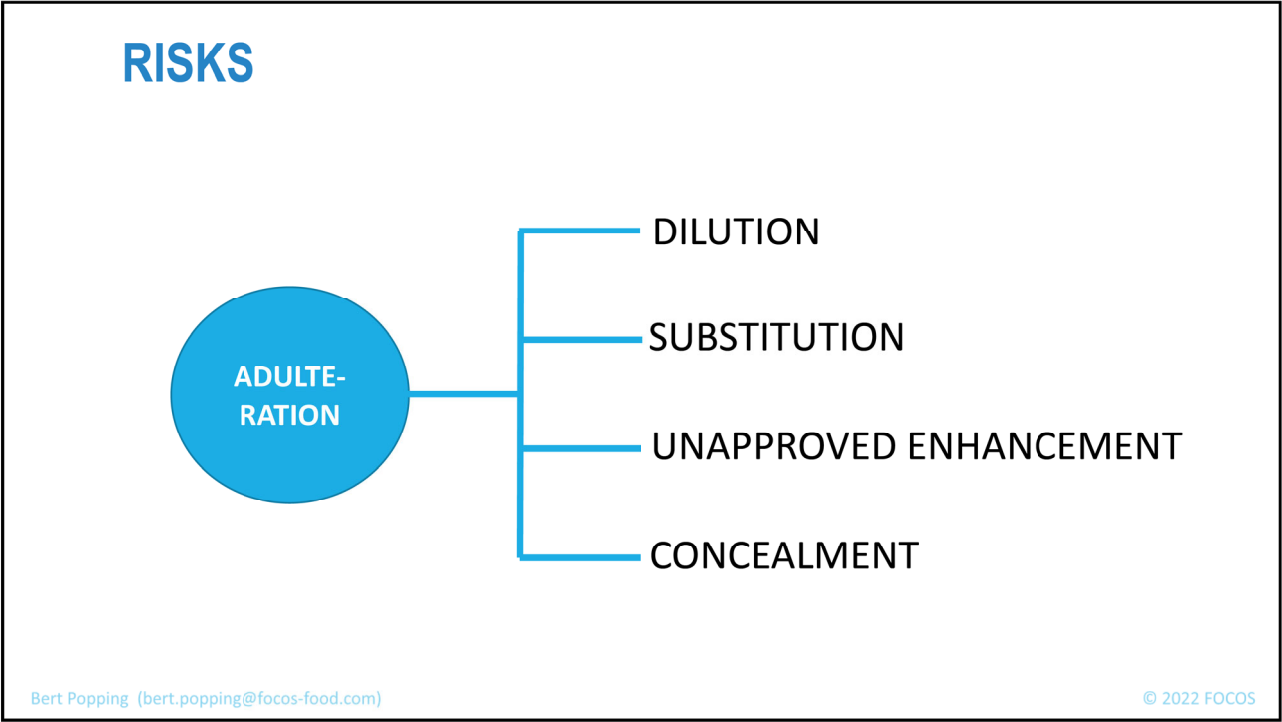 RISKS
DILUTION
SUBSTITUTION
ADULTE-
RATION
UNAPPROVED ENHANCEMENT
CONCEALMENT
Bert Popping (bert.popping@focos-food.com)
© 2022 FOCOS